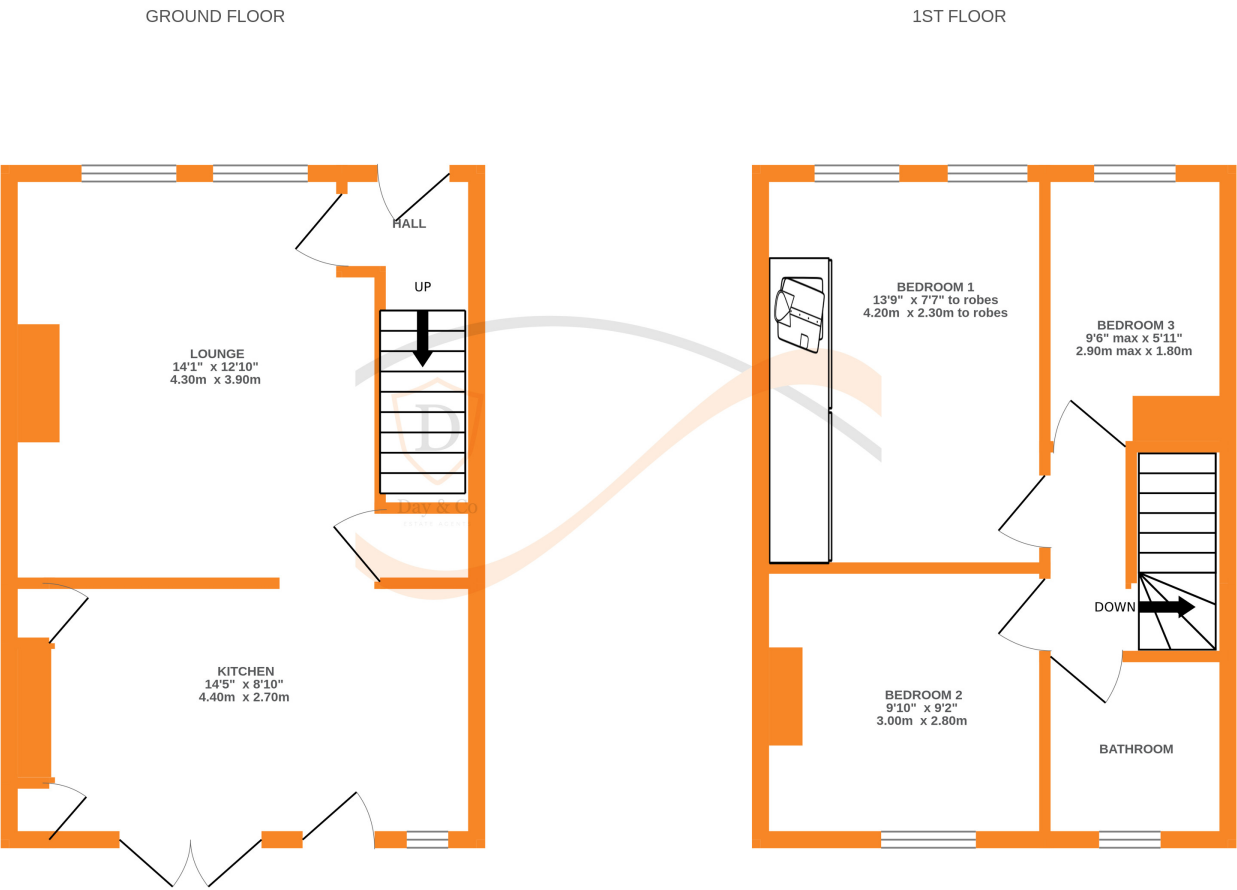 GROUND FLOOR
1ST FLOOR
HALL
UP
LOUNGE
14'1" x 12'10"
4.30m x 3.90m
D
Day & Co
KITCHEN
14'5" x 8'10"
4.40m x 2.70m
BEDROOM 1
13'9" x 7'7" to robes
4.20m x 2.30m to robes
BEDROOM 3
9'6" max x 5'11"
2.90m max x 1.80m
DOWN
BEDROOM 2
9'10" x 9'2"
3.00m x 2.80m
BATHROOM